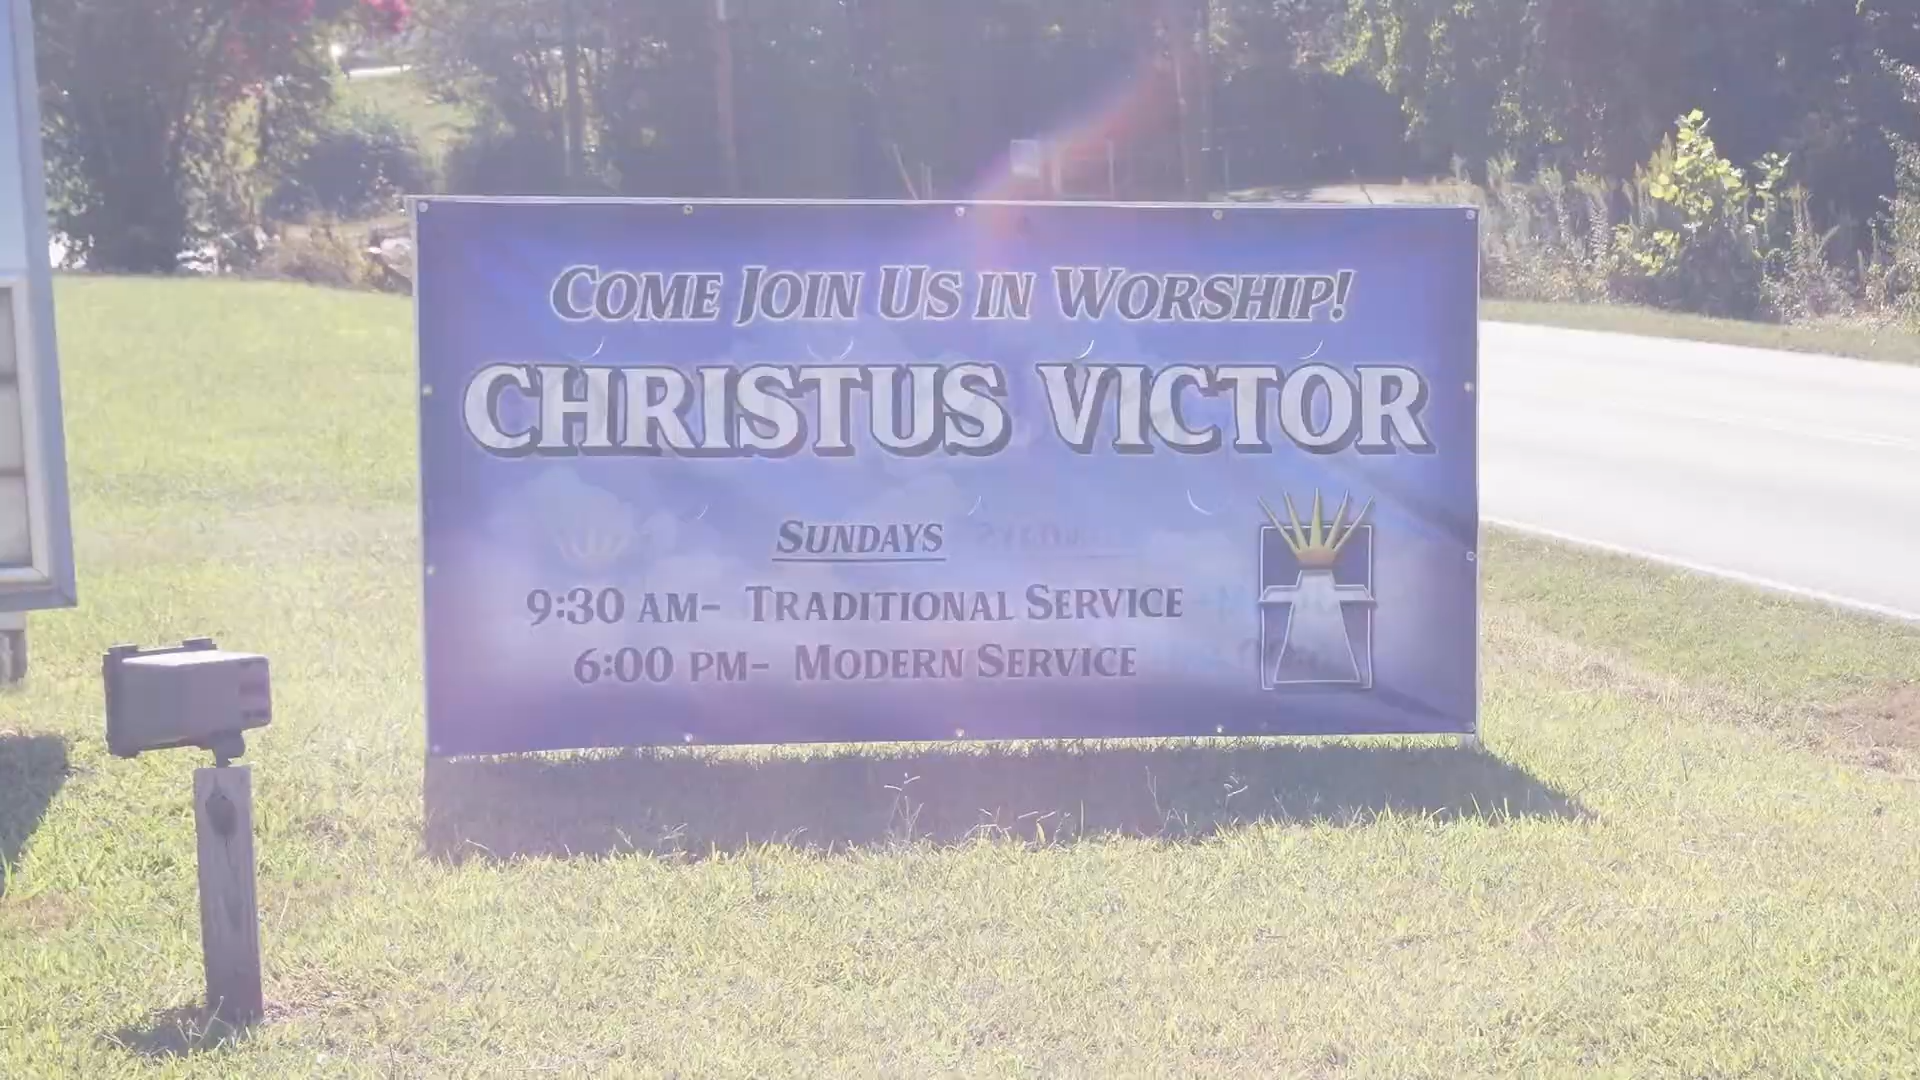 COME JOIN US IN WORSHIP!
CHRISTUS VICTOR
SUNDAYS
9:30 AM- TRADITIONAL SERVICE
6:00 PM- MODERN SERVICE